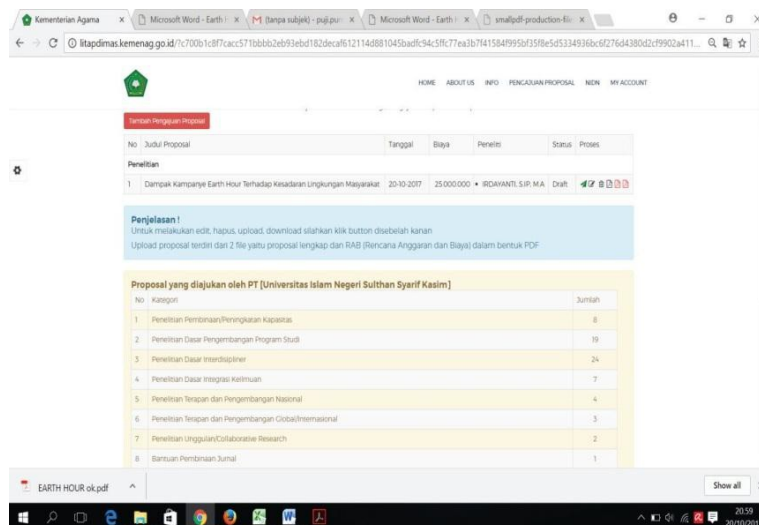 Kementerian Agama
Microsoft Word - Earth H
M (tanpa subjek) - puji.pu
Microsoft Word - Earth H
smallpdf-production-file
litapdimas.kemenag.go.id
HOME ABOUT US INFO PENGAJUAN PROPOSAL NIDN MY ACCOUNT
Tambah Pengajuan Proposal
No Judul Proposal Tanggal Biaya Peneliti Status Proses
Penelitian
1 Dampak Kampanye Earth Hour Terhadap Kesadaran Lingkungan Masyarakat 20-10-2017 25.000.000 • IRDAYANTI, S.IP, M.A Draft
Penjelasan !
Untuk melakukan edit, hapus, upload, download silahkan klik button disebelah kanan
Upload proposal terdiri dari 2 file yaitu proposal lengkap dan RAB (Rencana Anggaran dan Biaya) dalam bentuk PDF
Proposal yang diajukan oleh PT [Universitas Islam Negeri Sulthan Syarif Kasim]
No Kategori Jumlah
1 Penelitian Pembinaan/Peningkatan Kapasitas 8
2 Penelitian Dasar Pengembangan Program Studi 19
3 Penelitian Dasar Interdisipliner 24
4 Penelitian Dasar Integrasi Keilmuan 7
5 Penelitian Terapan dan Pengembangan Nasional 4
6 Penelitian Terapan dan Pengembangan Global/Internasional
7 Penelitian Unggulan/Collaborative Research 2
8 Bantuan Pembinaan Jurnal 1
EARTH HOUR ok.pdf
Show all
20.59